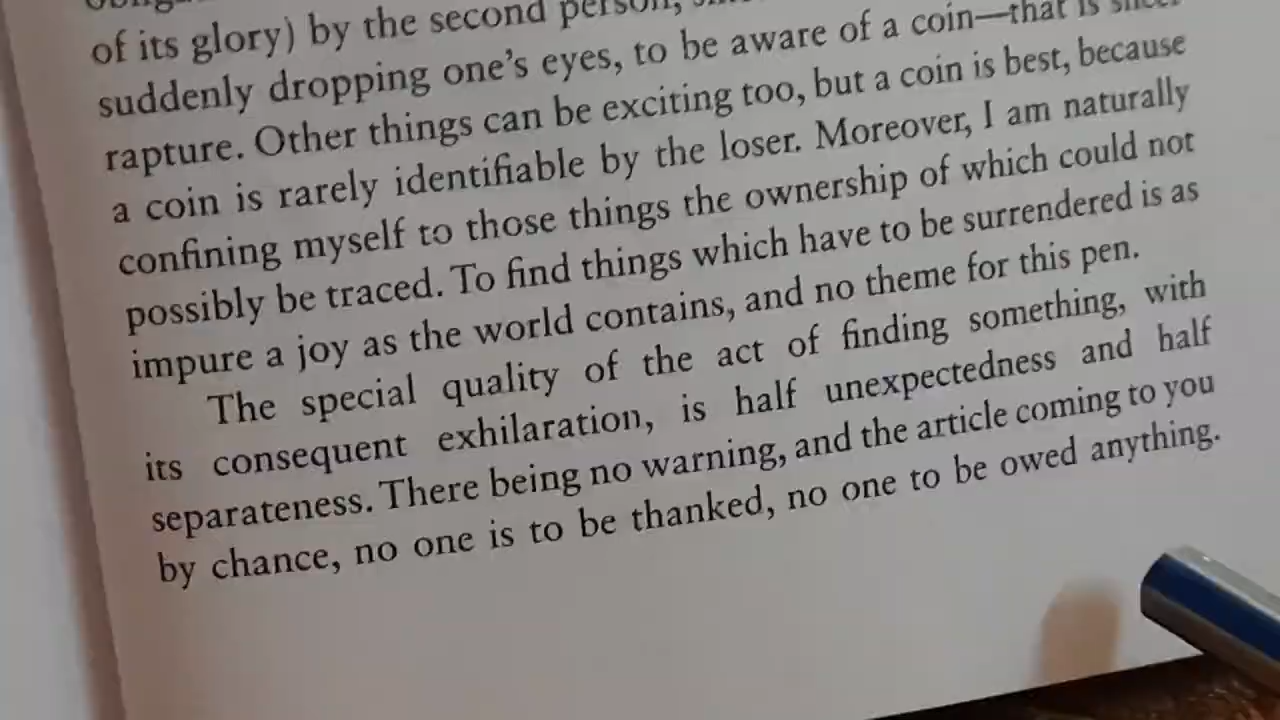 of its glory) by the second person,
suddenly dropping one's eyes, to be aware of a coin—that is sheer
rapture. Other things can be exciting too, but a coin is best, because
a coin is rarely identifiable by the loser. Moreover, I am naturally
confining myself to those things the ownership of which could not
possibly be traced. To find things which have to be surrendered is as
impure a joy as the world contains, and no theme for this pen.
The special quality of the act of finding something, with
its consequent exhilaration, is half unexpectedness and half
separateness. There being no warning, and the article coming to you
by chance, no one is to be thanked, no one to be owed anything.